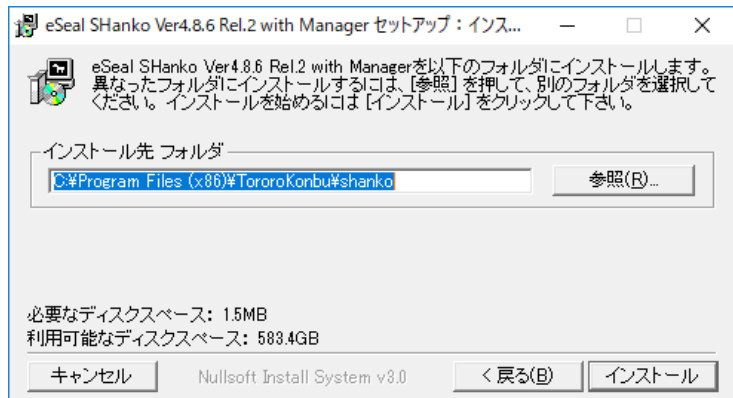 eSeal SHanko Ver4.8.6 Rel.2 with Manager セットアップ：インス...
eSeal SHanko Ver4.8.6 Rel.2 with Managerを以下のフォルダにインストールします。
異なったフォルダにインストールするには、[参照] を押して、別のフォルダを選択して
ください。インストールを始めるには [インストール] をクリックして下さい。
インストール先 フォルダ
C:¥Program Files (x86)¥TororoKonbu¥shanko
参照(R)...
必要なディスクスペース: 1.5MB
利用可能なディスクスペース: 583.4GB
キャンセル
Nullsoft Install System v3.0
< 戻る(B)
インストール